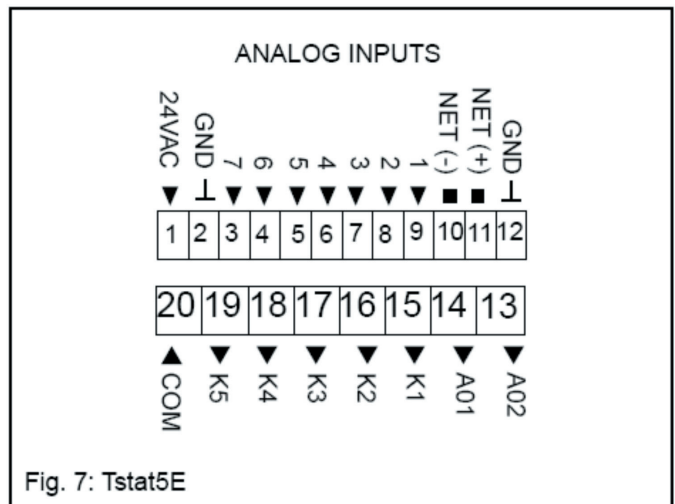 ANALOG INPUTS
24VAC GND 7 6 5 4 3 2 1 NET (-) NET (+) GND
1 2 3 4 5 6 7 8 9 10 11 12
20 19 18 17 16 15 14 13
COM K5 K4 K3 K2 K1 A01 A02
Fig. 7: Tstat5E